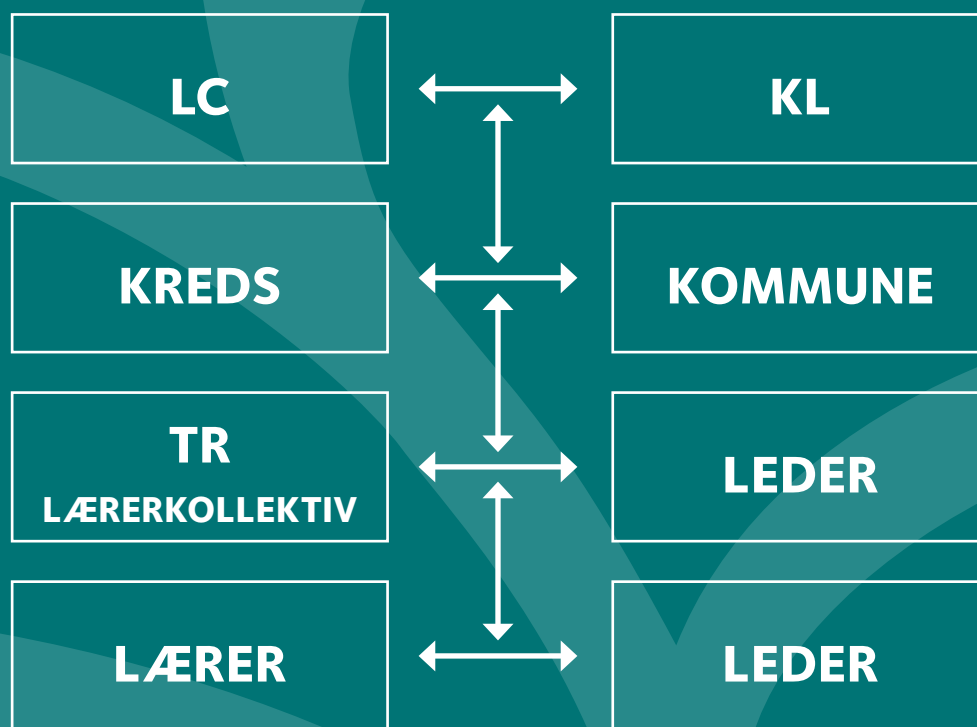 LC
KL
KREDS
KOMMUNE
TR
LÆRERKOLLEKTIV
LEDER
LÆRER
LEDER